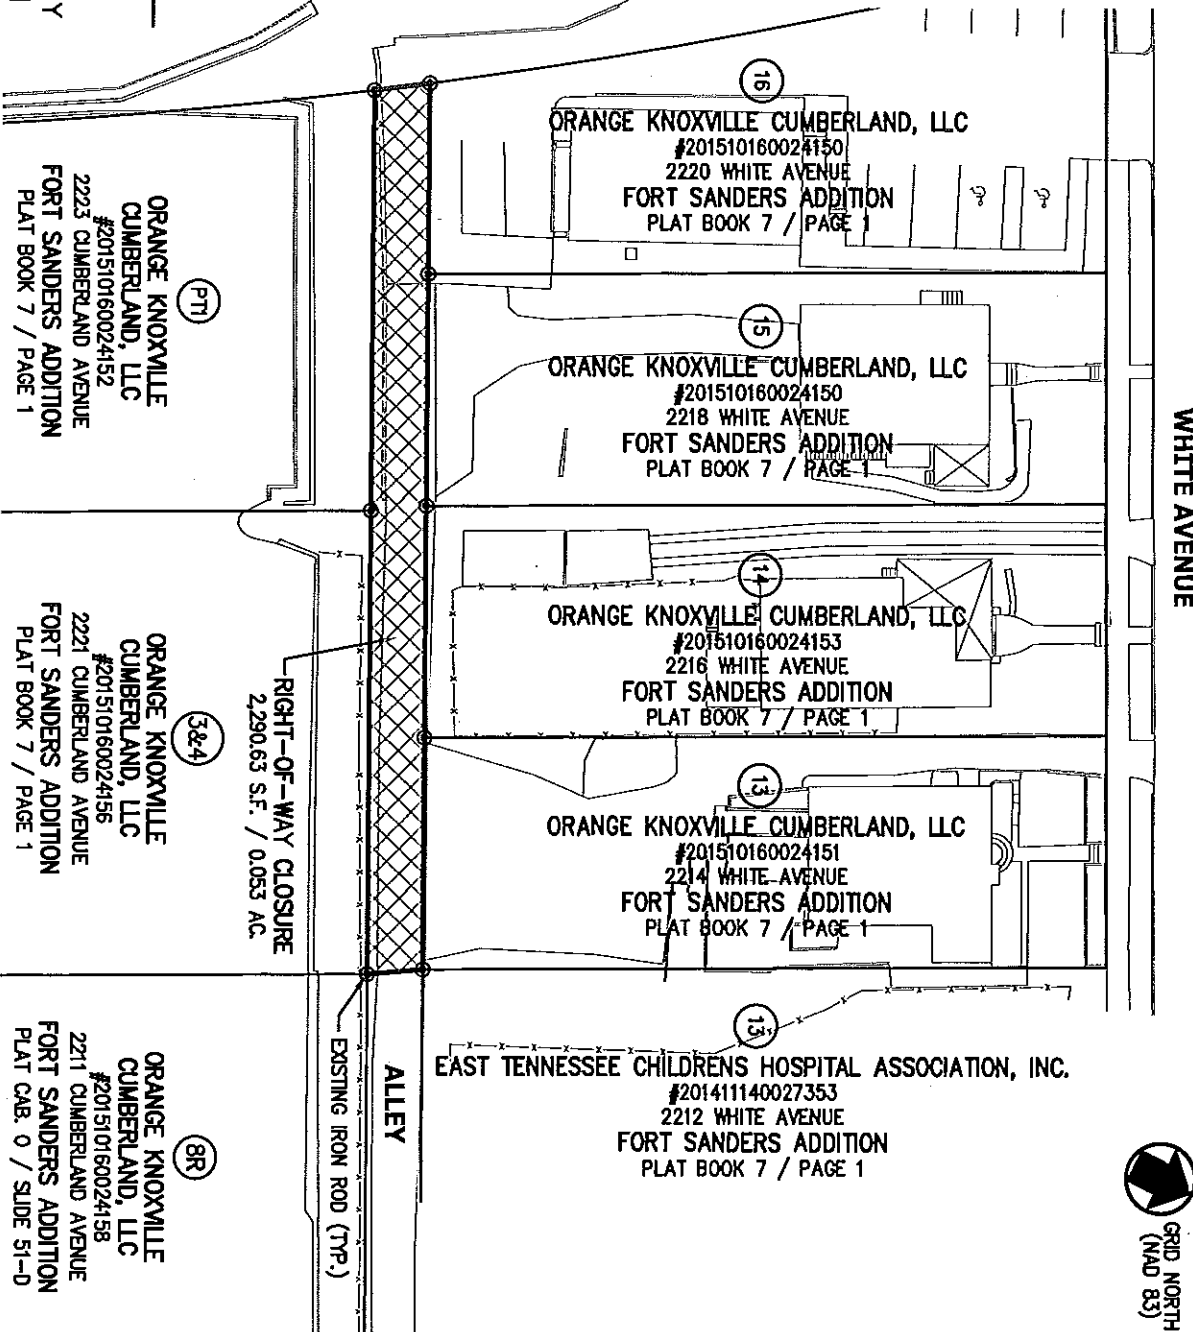 WHITE AVENUE
16
ORANGE KNOXVILLE CUMBERLAND, LLC
#201510160024150
2220 WHITE AVENUE
FORT SANDERS ADDITION
PLAT BOOK 7 / PAGE 1
15
ORANGE KNOXVILLE CUMBERLAND, LLC
#201510160024150
2218 WHITE AVENUE
FORT SANDERS ADDITION
PLAT BOOK 7 / PAGE 1
14
ORANGE KNOXVILLE CUMBERLAND, LLC
#201510160024153
2216 WHITE AVENUE
FORT SANDERS ADDITION
PLAT BOOK 7 / PAGE 1
13
ORANGE KNOXVILLE CUMBERLAND, LLC
#201510160024151
2214 WHITE AVENUE
FORT SANDERS ADDITION
PLAT BOOK 7 / PAGE 1
13
EAST TENNESSEE CHILDRENS HOSPITAL ASSOCIATION, INC.
#201411140027353
2212 WHITE AVENUE
FORT SANDERS ADDITION
PLAT BOOK 7 / PAGE 1
GRID NORTH
(NAD 83)
ALLEY
EXISTING IRON ROD (TYP.)
RIGHT-OF-WAY CLOSURE
2,290.63 S.F. / 0.053 AC.
PT1
ORANGE KNOXVILLE
CUMBERLAND, LLC
#201510160024152
2223 CUMBERLAND AVENUE
FORT SANDERS ADDITION
PLAT BOOK 7 / PAGE 1
3&4
ORANGE KNOXVILLE
CUMBERLAND, LLC
#201510160024156
2221 CUMBERLAND AVENUE
FORT SANDERS ADDITION
PLAT BOOK 7 / PAGE 1
8R
ORANGE KNOXVILLE
CUMBERLAND, LLC
#201510160024158
2211 CUMBERLAND AVENUE
FORT SANDERS ADDITION
PLAT CAB. O / SLIDE 51-D
Y